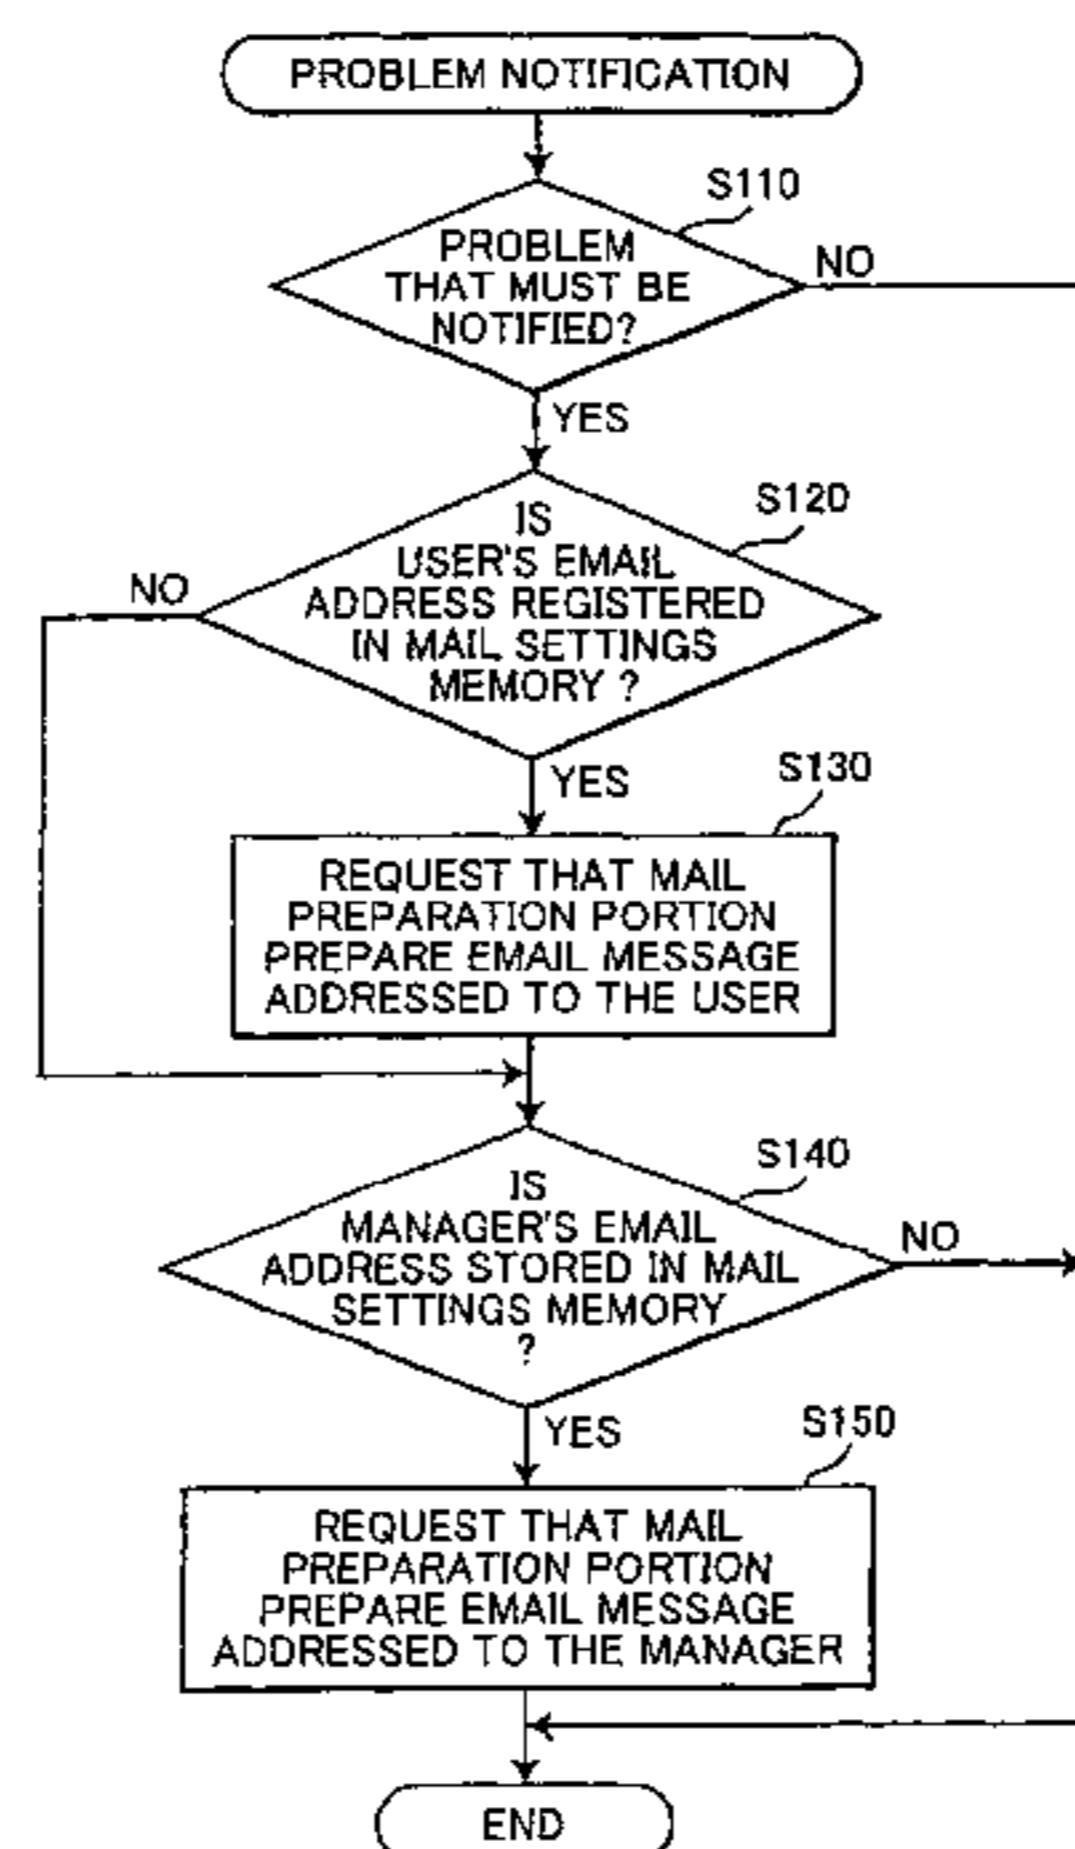 PROBLEM NOTIFICATION
S110
PROBLEM
THAT MUST BE
NOTIFIED?
NO
YES
S120
IS
USER'S EMAIL
ADDRESS REGISTERED
IN MAIL SETTINGS
MEMORY ?
NO
YES
S130
REQUEST THAT MAIL
PREPARATION PORTION
PREPARE EMAIL MESSAGE
ADDRESSED TO THE USER
S140
IS
MANAGER'S EMAIL
ADDRESS STORED IN MAIL
SETTINGS MEMORY
?
NO
YES
S150
REQUEST THAT MAIL
PREPARATION PORTION
PREPARE EMAIL MESSAGE
ADDRESSED TO THE MANAGER
END